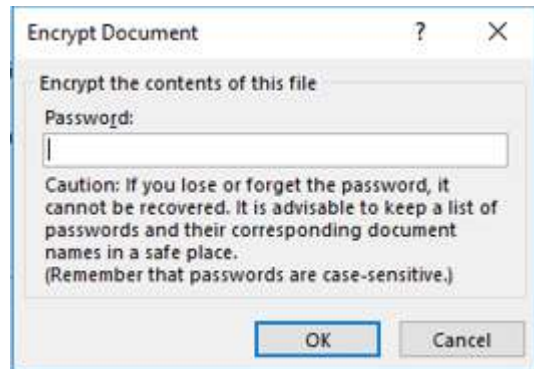 Encrypt Document
Encrypt the contents of this file
Password:
Caution: If you lose or forget the password, it
cannot be recovered. It is advisable to keep a list of
passwords and their corresponding document
names in a safe place.
(Remember that passwords are case-sensitive.)
OK Cancel